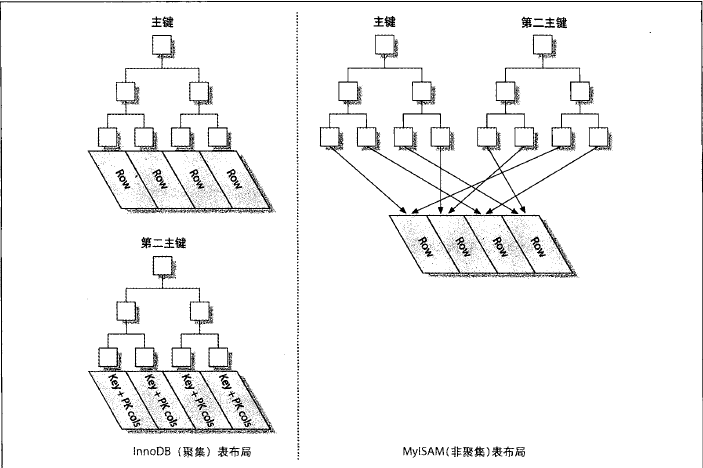 主键
Row
Row
Row
Row
第二主键
Key + PK cols
Key + PK cols
Key + PK cols
Key + PK cols
InnoDB（聚集）表布局
主键
第二主键
Row
Row
Row
Row
MyISAM(非聚集)表布局